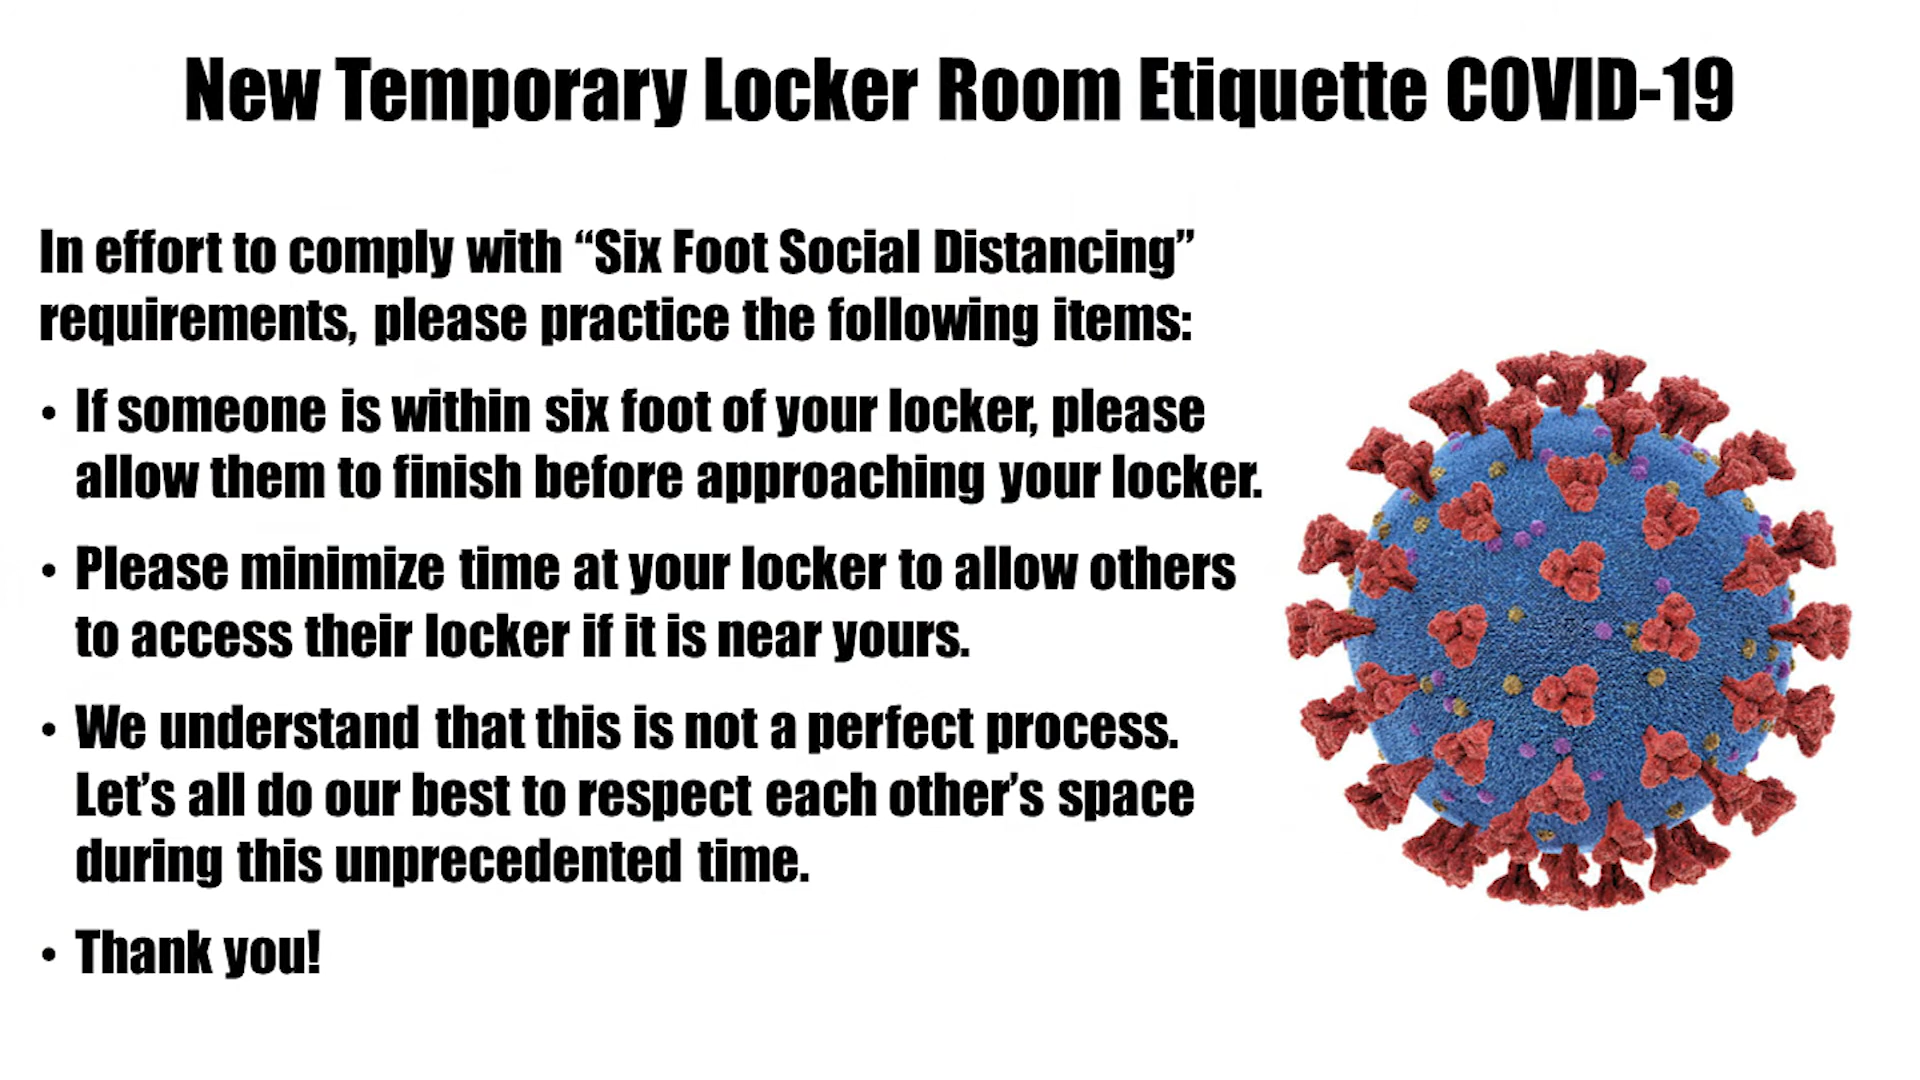 New Temporary Locker Room Etiquette COVID-19
In effort to comply with “Six Foot Social Distancing”
requirements, please practice the following items:
• If someone is within six foot of your locker, please
allow them to finish before approaching your locker.
• Please minimize time at your locker to allow others
to access their locker if it is near yours.
• We understand that this is not a perfect process.
Let’s all do our best to respect each other’s space
during this unprecedented time.
• Thank you!